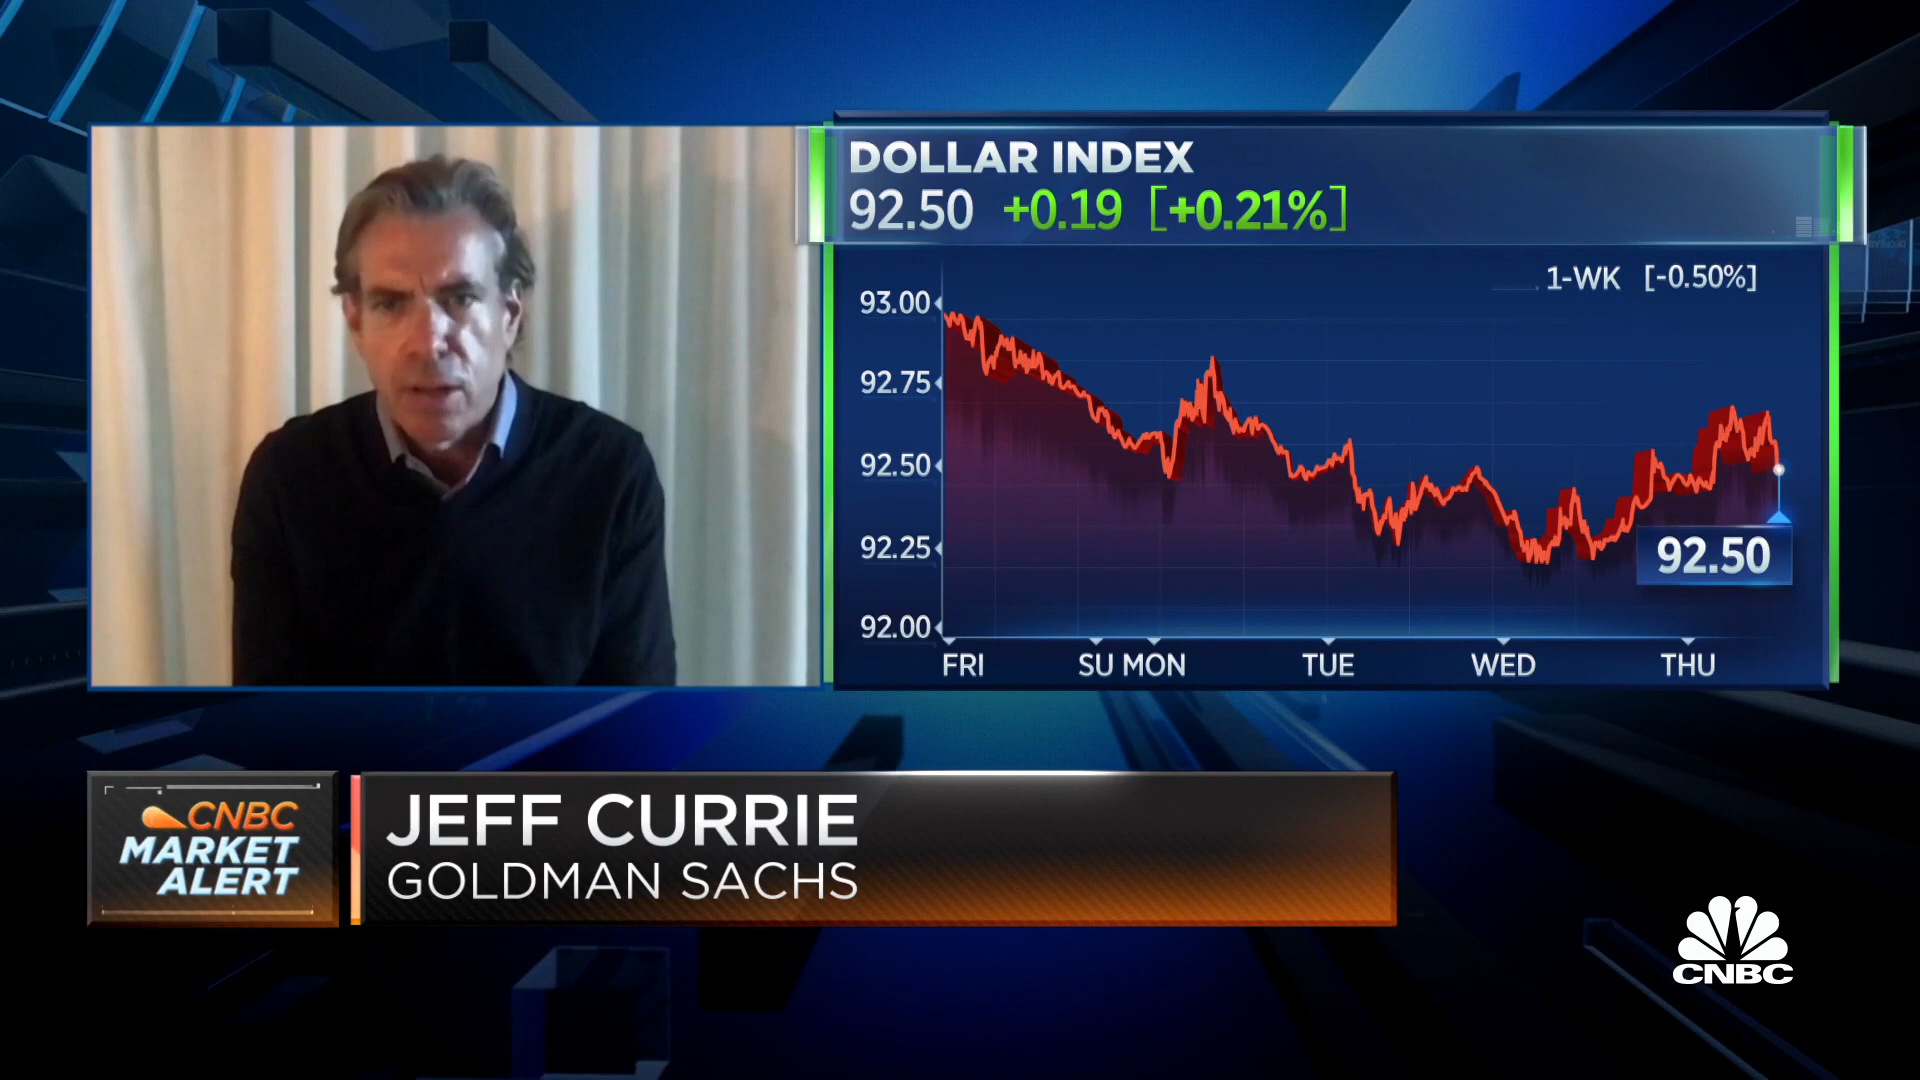 DOLLAR INDEX
92.50 +0.19 [+0.21%]
1-WK [-0.50%]
93.00
92.75
92.50
92.25
92.00
92.50
FRI SU MON TUE WED THU
CNBC
MARKET
ALERT
JEFF CURRIE
GOLDMAN SACHS
CNBC